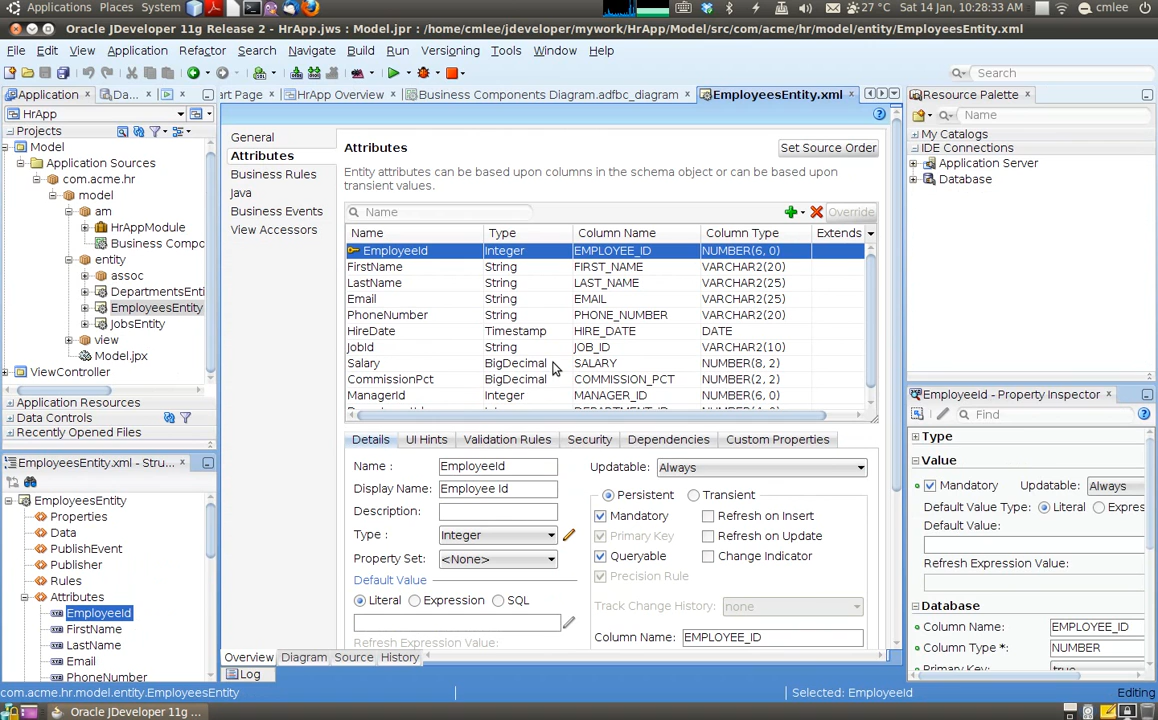 Applications Places System 27 °C Sat 14 Jan, 10:28:33 AM cmlee
Oracle JDeveloper 11g Release 2 - HrApp.jws : Model.jpr : /home/cmlee/jdeveloper/mywork/HrApp/Model/src/com/acme/hr/model/entity/EmployeesEntity.xml
File Edit View Application Refactor Search Navigate Build Run Versioning Tools Window Help
Search
Application
Da...
HrApp
Projects
Model
Application Sources
com.acme.hr
model
am
HrAppModule
Business Compo
entity
assoc
DepartmentsEnti
EmployeesEntity
JobsEntity
view
Model.jpx
ViewController
Application Resources
Data Controls
Recently Opened Files
EmployeesEntity.xml - Stru...
EmployeesEntity
Properties
Data
PublishEvent
Publisher
Rules
Attributes
EmployeeId
FirstName
LastName
Email
PhoneNumber
art Page
HrApp Overview
Business Components Diagram.adfbc_diagram
EmployeesEntity.xml
General
Attributes
Business Rules
Java
Business Events
View Accessors
Attributes
Set Source Order
Entity attributes can be based upon columns in the schema object or can be based upon
transient values.
Name
Override
Name Type Column Name Column Type Extends
EmployeeId Integer EMPLOYEE_ID NUMBER(6, 0)
FirstName String FIRST_NAME VARCHAR2(20)
LastName String LAST_NAME VARCHAR2(25)
Email String EMAIL VARCHAR2(25)
PhoneNumber String PHONE_NUMBER VARCHAR2(20)
HireDate Timestamp HIRE_DATE DATE
JobId String JOB_ID VARCHAR2(10)
Salary BigDecimal SALARY NUMBER(8, 2)
CommissionPct BigDecimal COMMISSION_PCT NUMBER(2, 2)
ManagerId Integer MANAGER_ID NUMBER(6, 0)
Details UI Hints Validation Rules Security Dependencies Custom Properties
Name : EmployeeId
Display Name: Employee Id
Description:
Type : Integer
Property Set: <None>
Default Value
Literal Expression SQL
Refresh Expression Value:
Updatable: Always
Persistent Transient
Mandatory Refresh on Insert
Primary Key Refresh on Update
Queryable Change Indicator
Precision Rule
Track Change History: none
Column Name: EMPLOYEE_ID
Overview Diagram Source History
Log
Resource Palette
Name
My Catalogs
IDE Connections
Application Server
Database
EmployeeId - Property Inspector
Find
Type
Value
Mandatory Updatable: Always
Default Value Type: Literal Expres
Default Value:
Refresh Expression Value:
Database
Column Name: EMPLOYEE_ID
Column Type *: NUMBER
Primary Key: true
com.acme.hr.model.entity.EmployeesEntity
Selected: EmployeeId
Editing
Oracle JDeveloper 11g ...